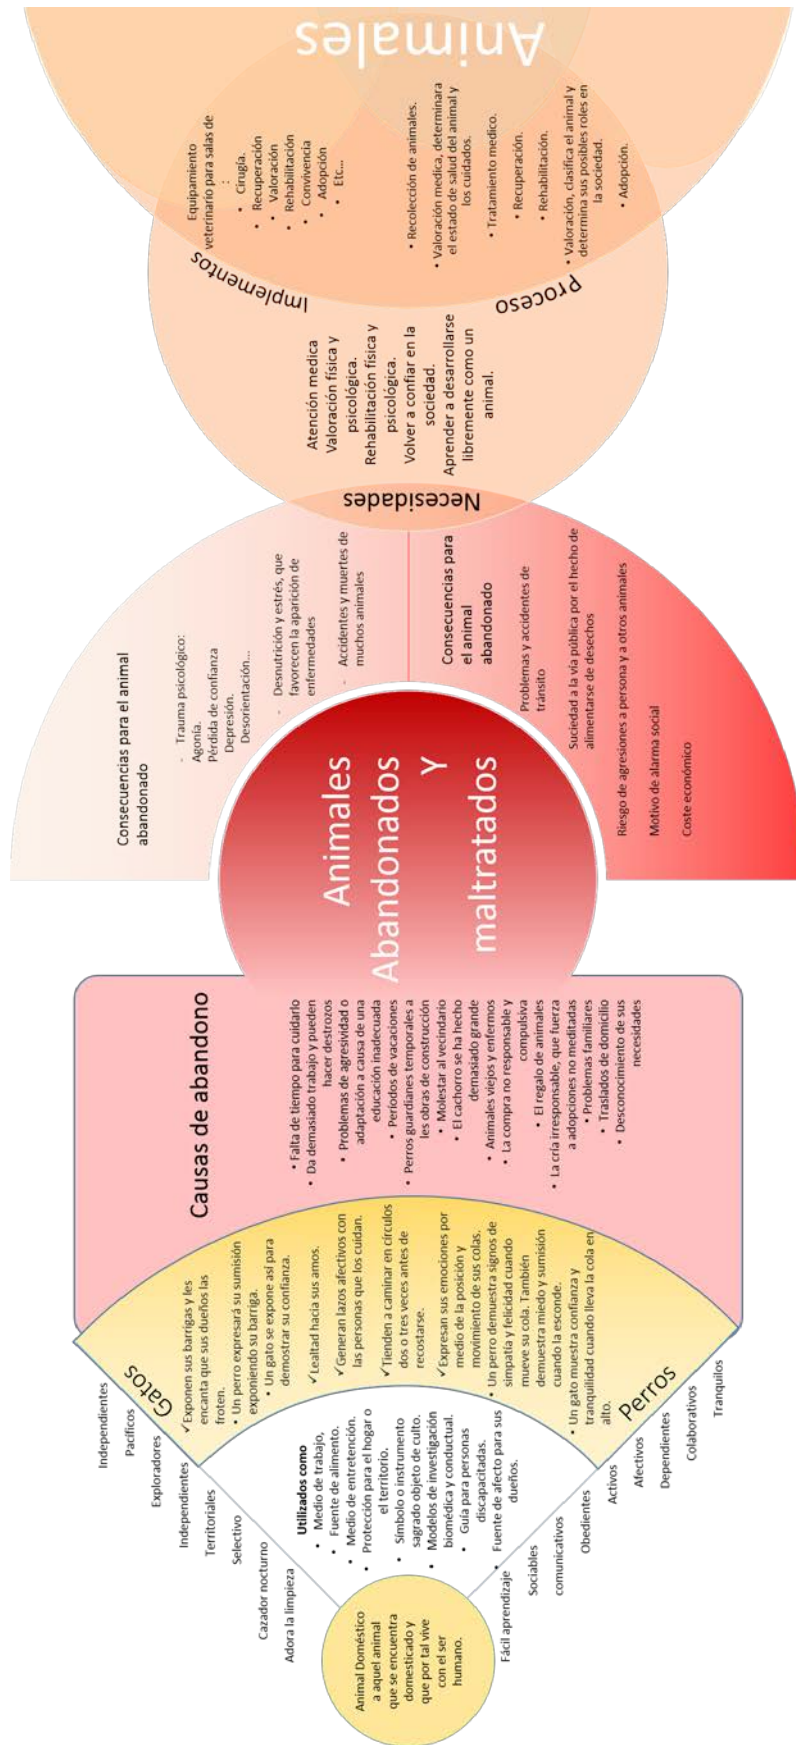 Animal Doméstico
a aquel animal
que se encuentra
domesticado y
que por tal vive
con el ser
humano.
Adora la limpieza
Cazador nocturno
Selectivo
Territoriales
Independientes
Exploradores
Pacíficos
Independientes
Fácil aprendizaje
Sociables
comunicativos
Obedientes
Activos
Afectivos
Dependientes
Colaborativos
Tranquilos
Utilizados como
• Medio de trabajo,
• Fuente de alimento.
• Medio de entretención.
• Protección para el hogar o
el territorio.
• Símbolo o instrumento
sagrado objeto de culto.
• Modelos de investigación
biomédica y conductual.
• Guía para personas
discapacitadas.
• Fuente de afecto para sus
dueños.
Gatos
✓Exponen sus barrigas y les
encanta que sus dueños las
froten.
• Un perro expresará su sumisión
exponiendo su barriga.
• Un gato se expone así para
demostrar su confianza.
✓Lealtad hacia sus amos.
✓Generan lazos afectivos con
las personas que los cuidan.
✓Tienden a caminar en círculos
dos o tres veces antes de
recostarse.
✓Expresan sus emociones por
medio de la posición y
movimiento de sus colas.
• Un perro demuestra signos de
simpatía y felicidad cuando
mueve su cola. También
demuestra miedo y sumisión
cuando la esconde.
• Un gato muestra confianza y
tranquilidad cuando lleva la cola en
alto.
Perros
Causas de abandono
• Falta de tiempo para cuidarlo
• Da demasiado trabajo y pueden
hacer destrozos
• Problemas de agresividad o
adaptación a causa de una
educación inadecuada
• Períodos de vacaciones
• Perros guardianes temporales a
les obras de construcción
• Molestar al vecindario
• El cachorro se ha hecho
demasiado grande
• Animales viejos y enfermos
• La compra no responsable y
compulsiva
• El regalo de animales
• La cría irresponsable, que fuerza
a adopciones no meditadas
• Problemas familiares
• Traslados de domicilio
• Desconocimiento de sus
necesidades
Animales
Abandonados
Y
maltratados
Consecuencias para el animal
abandonado
- Trauma psicológico:
Agonía.
Pérdida de confianza
Depresión.
Desorientación...
- Desnutrición y estrés, que
favorecen la aparición de
enfermedades
- Accidentes y muertes de
muchos animales
Consecuencias para
el animal
abandonado
Problemas y accidentes de
tránsito
Suciedad a la vía pública por el hecho de
alimentarse de desechos
Riesgo de agresiones a persona y a otros animales
Motivo de alarma social
Coste económico
Necesidades
Atención medica
Valoración física y
psicológica.
Rehabilitación física y
psicológica.
Volver a confiar en la
sociedad.
Aprender a desarrollarse
libremente como un
animal.
Implementos
Equipamiento
veterinario para salas de
:
• Cirugía.
• Recuperación
• Valoración
• Rehabilitación
• Convivencia
• Adopción
• Etc...
Proceso
• Recolección de animales.
• Valoración medica, determinara
el estado de salud del animal y
los cuidados.
• Tratamiento medico.
• Recuperación.
• Rehabilitación.
• Valoración, clasifica el animal y
determina sus posibles roles en
la sociedad.
• Adopción.
Animales